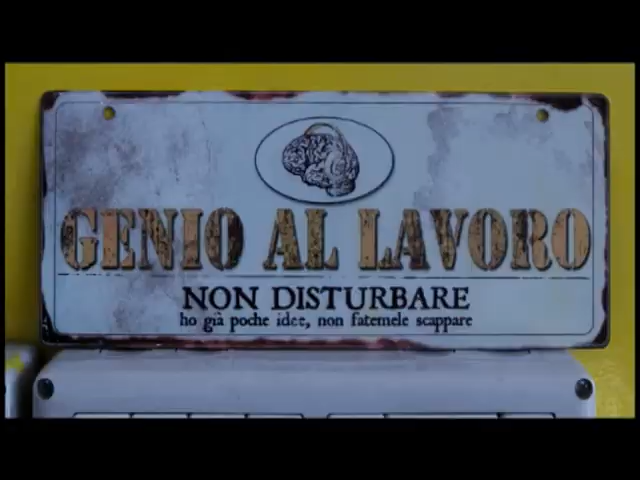 GENIO AL LAVORO
NON DISTURBARE
ho già poche idee, non fatemele scappare